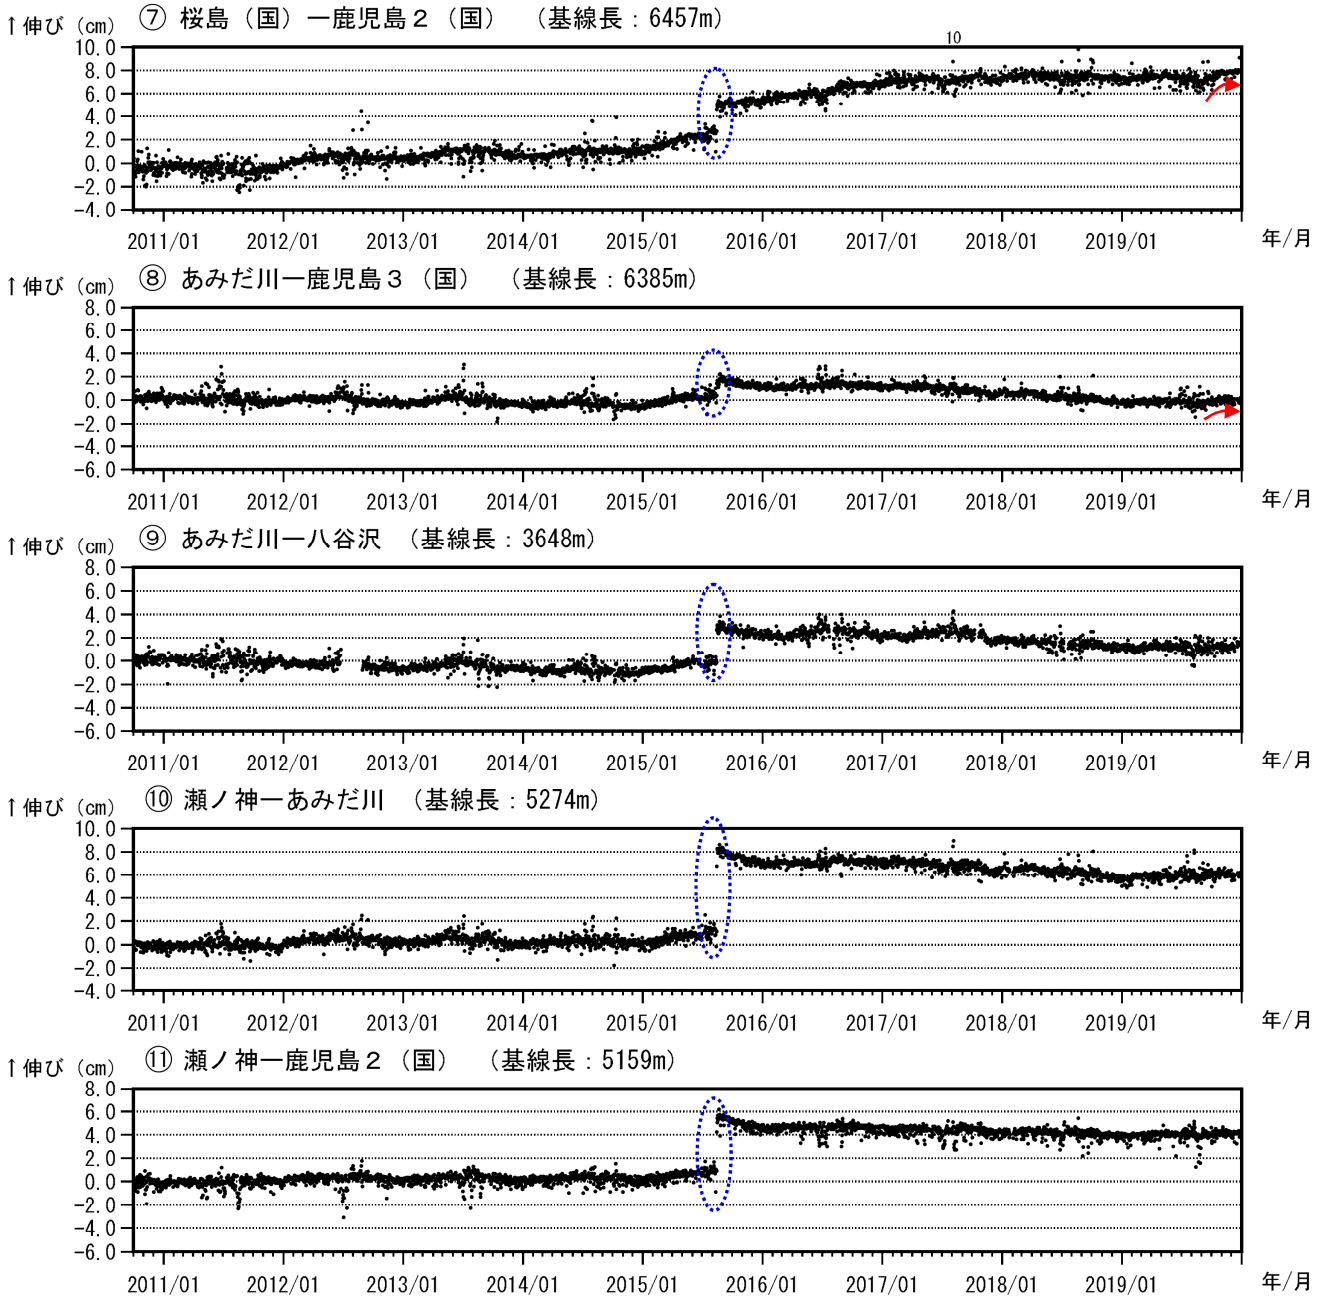 ⑦ 桜島（国）ー鹿児島２（国） （基線長：6457m）
↑伸び（cm）
10
10.0
8.0
6.0
4.0
2.0
0.0
-2.0
-4.0
2011/01 2012/01 2013/01 2014/01 2015/01 2016/01 2017/01 2018/01 2019/01 年/月
⑧ あみだ川ー鹿児島３（国） （基線長：6385m）
↑伸び（cm）
8.0
6.0
4.0
2.0
0.0
-2.0
-4.0
-6.0
2011/01 2012/01 2013/01 2014/01 2015/01 2016/01 2017/01 2018/01 2019/01 年/月
⑨ あみだ川ー八谷沢 （基線長：3648m）
↑伸び（cm）
8.0
6.0
4.0
2.0
0.0
-2.0
-4.0
-6.0
2011/01 2012/01 2013/01 2014/01 2015/01 2016/01 2017/01 2018/01 2019/01 年/月
⑩ 瀬ノ神ーあみだ川 （基線長：5274m）
↑伸び（cm）
10.0
8.0
6.0
4.0
2.0
0.0
-2.0
-4.0
2011/01 2012/01 2013/01 2014/01 2015/01 2016/01 2017/01 2018/01 2019/01 年/月
⑪ 瀬ノ神ー鹿児島２（国） （基線長：5159m）
↑伸び（cm）
8.0
6.0
4.0
2.0
0.0
-2.0
-4.0
-6.0
2011/01 2012/01 2013/01 2014/01 2015/01 2016/01 2017/01 2018/01 2019/01 年/月